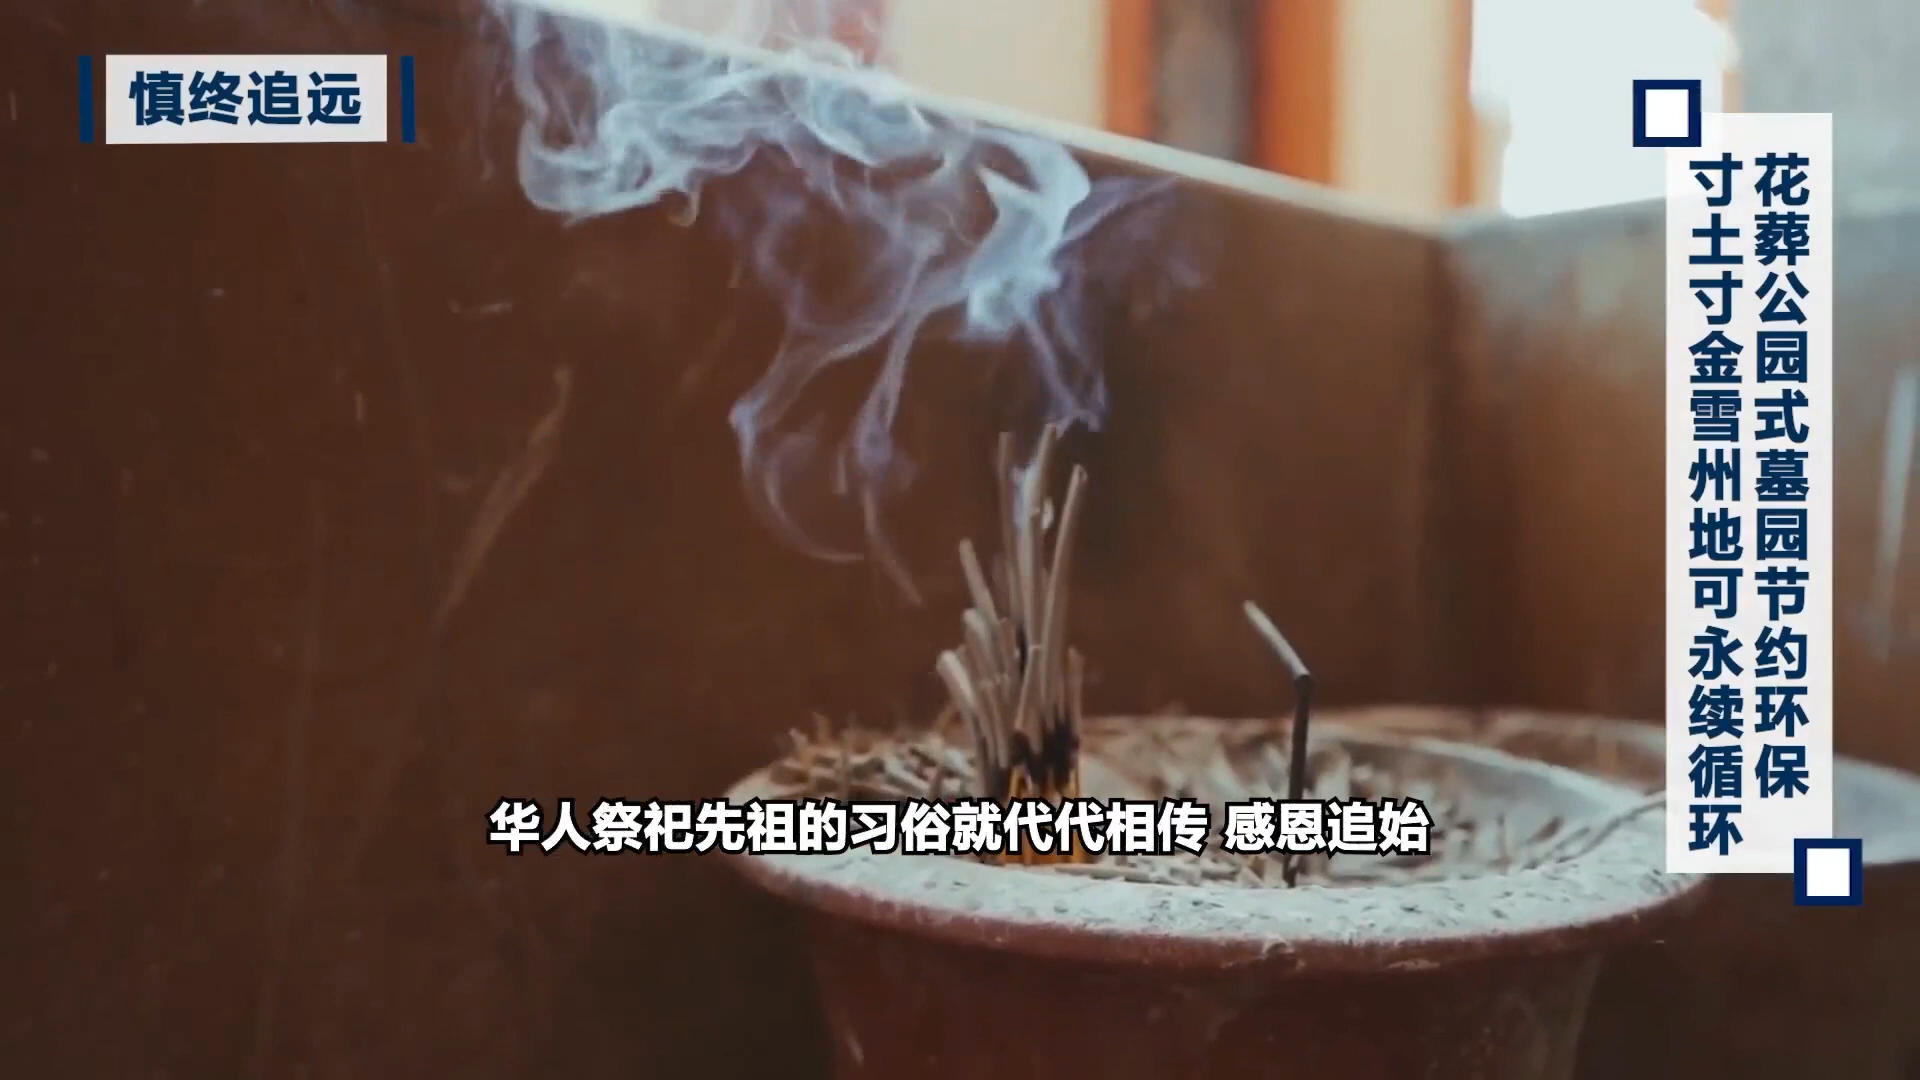 慎终追远
花葬公园式墓园节约环保
寸土寸金雪州地可永续循环
华人祭祀先祖的习俗就代代相传 感恩追始